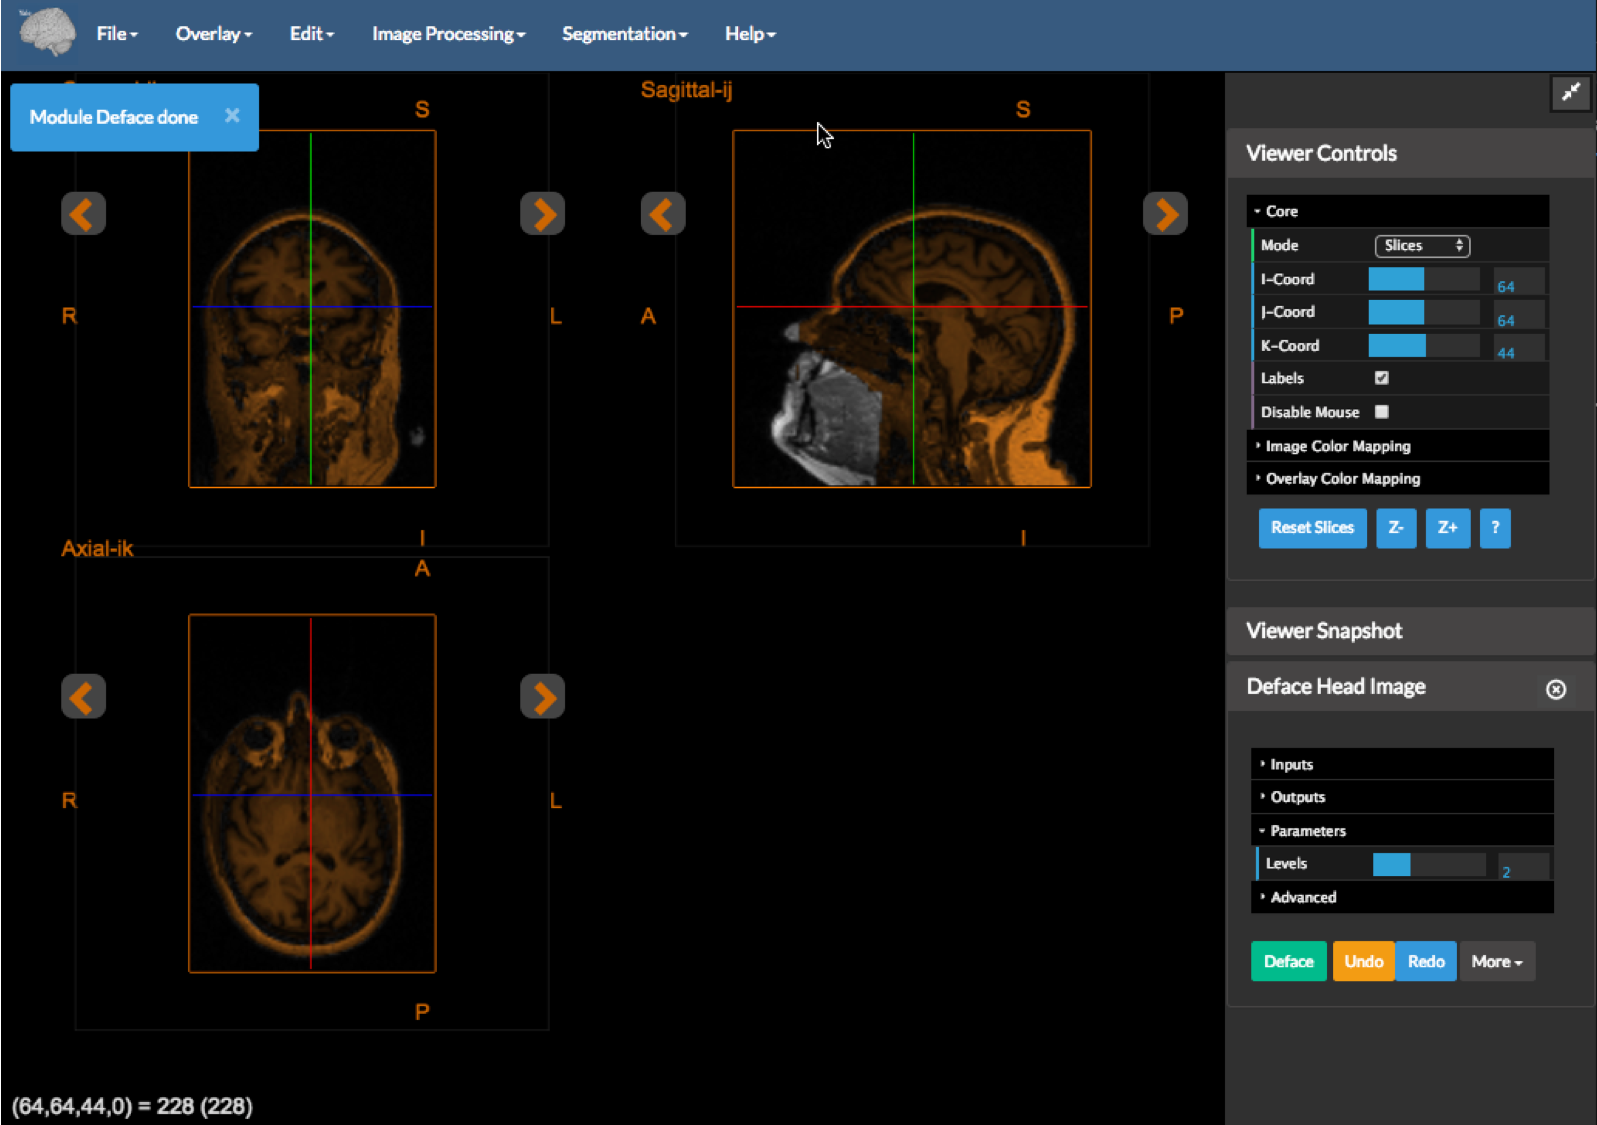 Yale
File
Overlay
Edit
Image Processing
Segmentation
Help
Module Deface done ×
Sagittal-ij
S
S
R
L
A
P
I
I
Axial-ik
A
R
L
P
(64,64,44,0) = 228 (228)
Viewer Controls
Core
Mode Slices
I-Coord 64
J-Coord 64
K-Coord 44
Labels
Disable Mouse
Image Color Mapping
Overlay Color Mapping
Reset Slices Z- Z+ ?
Viewer Snapshot
Deface Head Image
Inputs
Outputs
Parameters
Levels 2
Advanced
Deface Undo Redo More